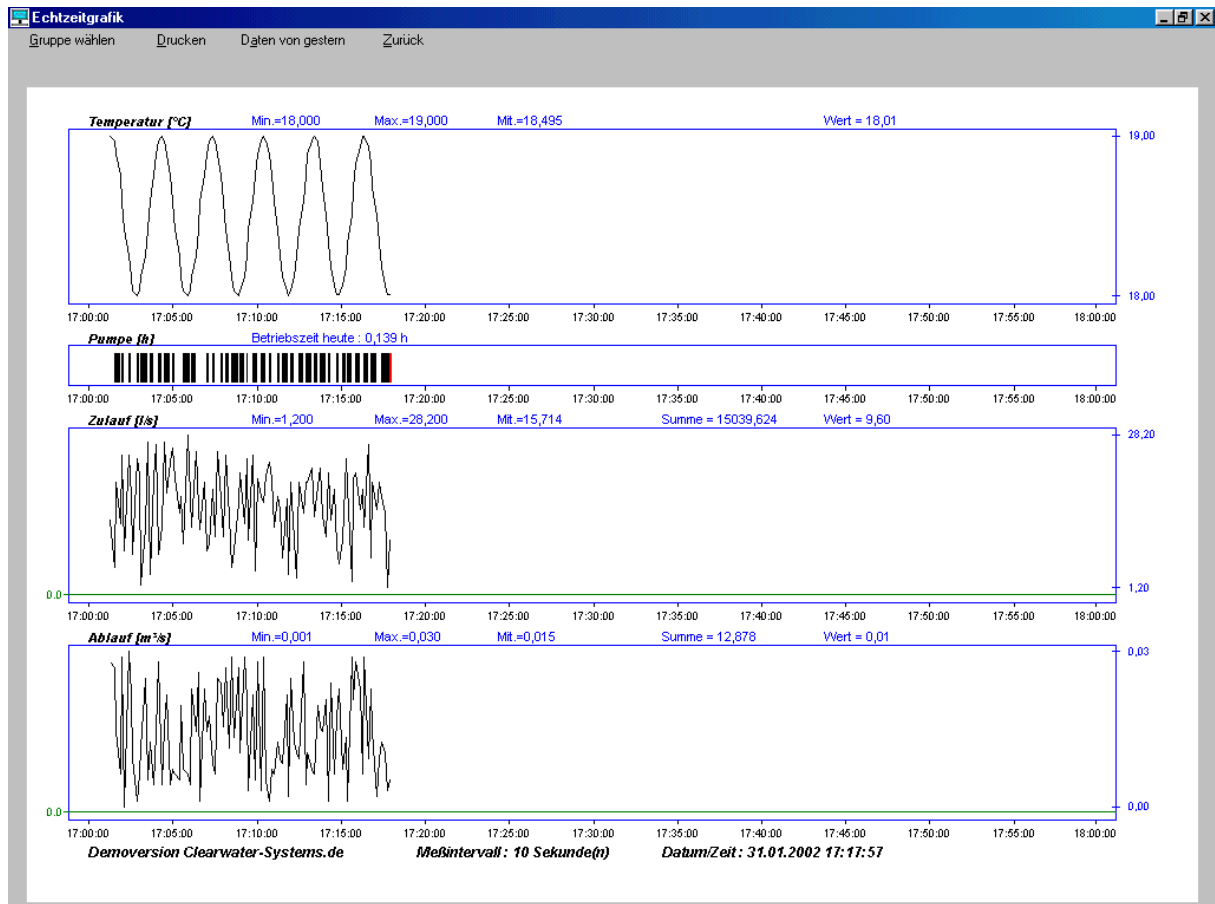 Echtzeitgrafik
Gruppe wählen Drucken Daten von gestern Zurück
Temperatur [°C] Min.=18,000 Max.=19,000 Mit.=18,495 Wert = 18,01
19,00
18,00
17:00:00 17:05:00 17:10:00 17:15:00 17:20:00 17:25:00 17:30:00 17:35:00 17:40:00 17:45:00 17:50:00 17:55:00 18:00:00
Pumpe [h] Betriebszeit heute : 0,139 h
17:00:00 17:05:00 17:10:00 17:15:00 17:20:00 17:25:00 17:30:00 17:35:00 17:40:00 17:45:00 17:50:00 17:55:00 18:00:00
Zulauf [l/s] Min.=1,200 Max.=28,200 Mit.=15,714 Summe = 15039,624 Wert = 9,60
28,20
1,20
0.0
17:00:00 17:05:00 17:10:00 17:15:00 17:20:00 17:25:00 17:30:00 17:35:00 17:40:00 17:45:00 17:50:00 17:55:00 18:00:00
Ablauf [m³/s] Min.=0,001 Max.=0,030 Mit.=0,015 Summe = 12,878 Wert = 0,01
0,03
0,00
0.0
17:00:00 17:05:00 17:10:00 17:15:00 17:20:00 17:25:00 17:30:00 17:35:00 17:40:00 17:45:00 17:50:00 17:55:00 18:00:00
Demoversion Clearwater-Systems.de Meßintervall : 10 Sekunde(n) Datum/Zeit : 31.01.2002 17:17:57